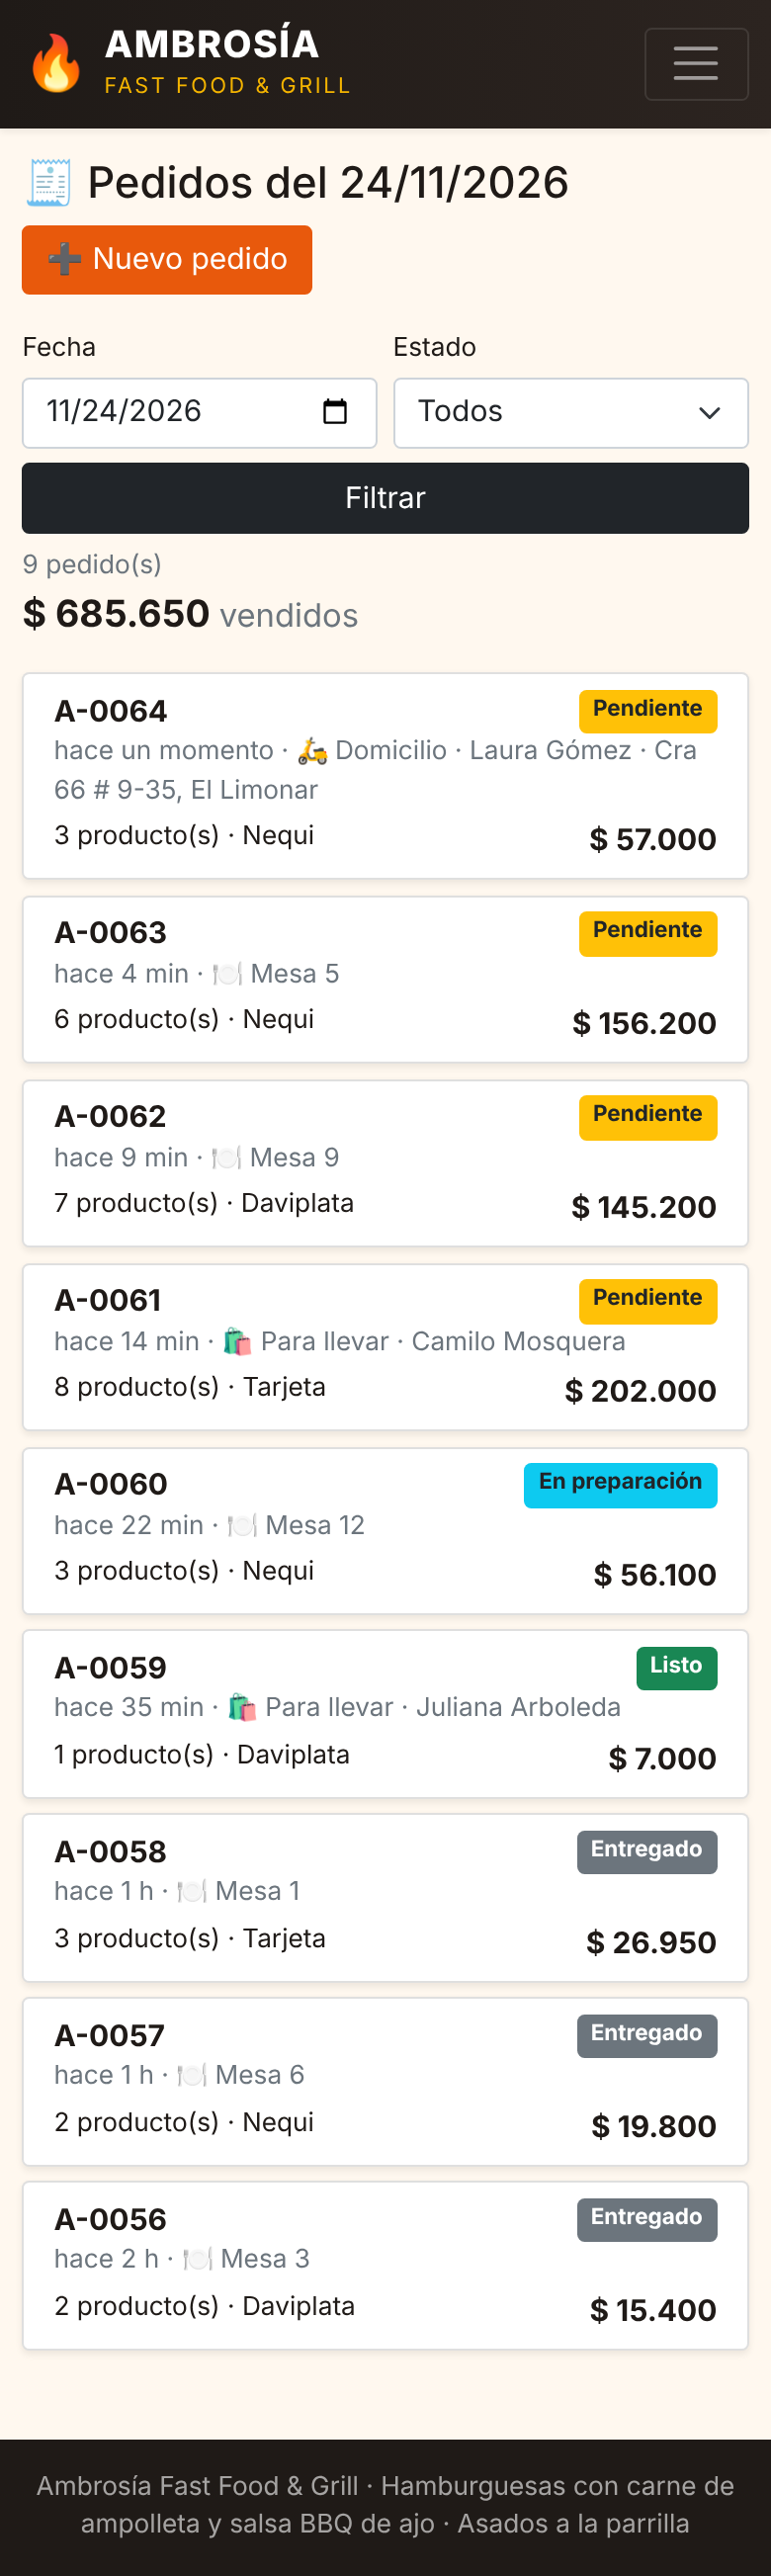 AMBROSÍA
FAST FOOD & GRILL
Pedidos del 24/11/2026
Nuevo pedido
Fecha
Estado
11/24/2026
Todos
Filtrar
9 pedido(s)
$ 685.650 vendidos
A-0064
Pendiente
hace un momento · 🛵 Domicilio · Laura Gómez · Cra
66 # 9-35, El Limonar
3 producto(s) · Nequi
$ 57.000
A-0063
Pendiente
hace 4 min · 🍽️ Mesa 5
6 producto(s) · Nequi
$ 156.200
A-0062
Pendiente
hace 9 min · 🍽️ Mesa 9
7 producto(s) · Daviplata
$ 145.200
A-0061
Pendiente
hace 14 min · 🛍️ Para llevar · Camilo Mosquera
8 producto(s) · Tarjeta
$ 202.000
A-0060
En preparación
hace 22 min · 🍽️ Mesa 12
3 producto(s) · Nequi
$ 56.100
A-0059
Listo
hace 35 min · 🛍️ Para llevar · Juliana Arboleda
1 producto(s) · Daviplata
$ 7.000
A-0058
Entregado
hace 1 h · 🍽️ Mesa 1
3 producto(s) · Tarjeta
$ 26.950
A-0057
Entregado
hace 1 h · 🍽️ Mesa 6
2 producto(s) · Nequi
$ 19.800
A-0056
Entregado
hace 2 h · 🍽️ Mesa 3
2 producto(s) · Daviplata
$ 15.400
Ambrosía Fast Food & Grill · Hamburguesas con carne de
ampolleta y salsa BBQ de ajo · Asados a la parrilla